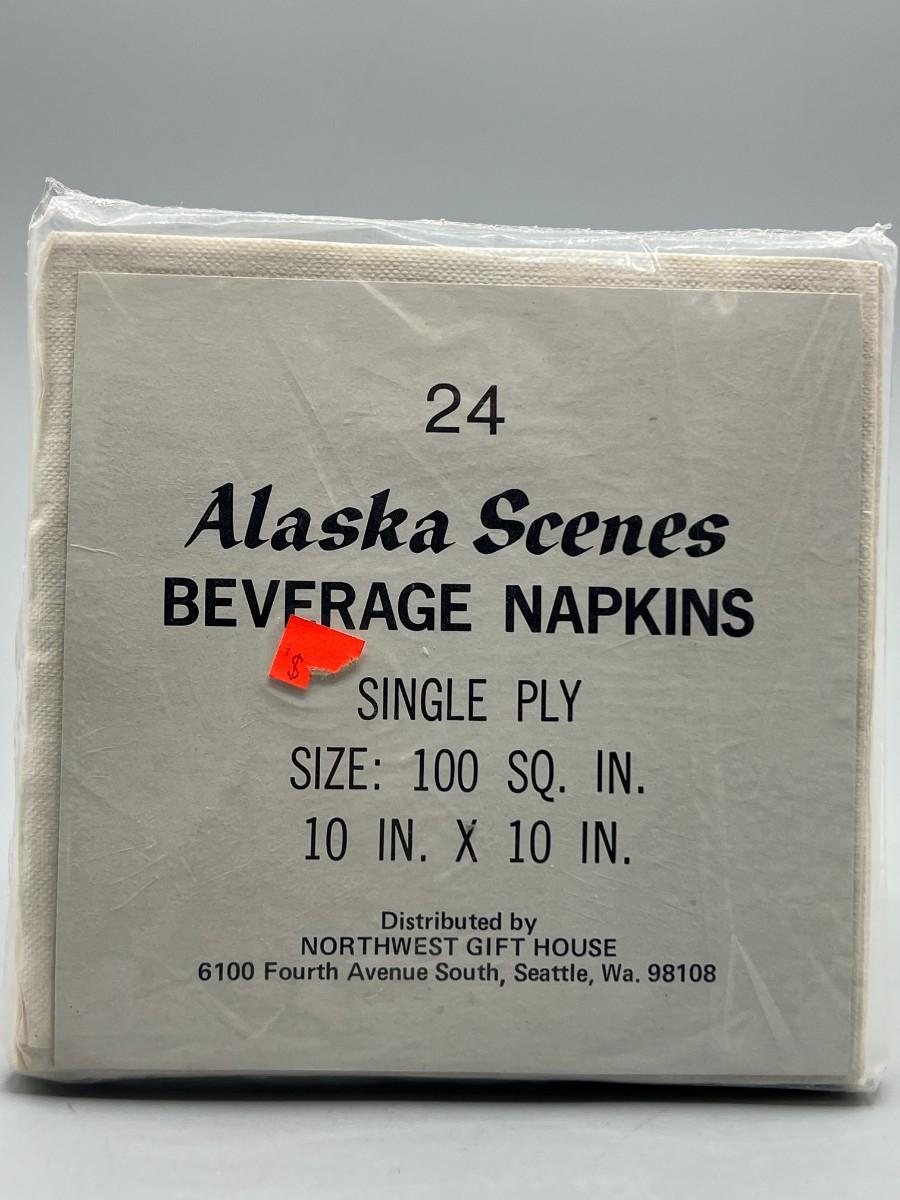 24
Alaska Scenes
BEVERAGE NAPKINS
$
SINGLE PLY
SIZE: 100 SQ. IN.
10 IN. X 10 IN.
Distributed by
NORTHWEST GIFT HOUSE
6100 Fourth Avenue South, Seattle, Wa. 98108